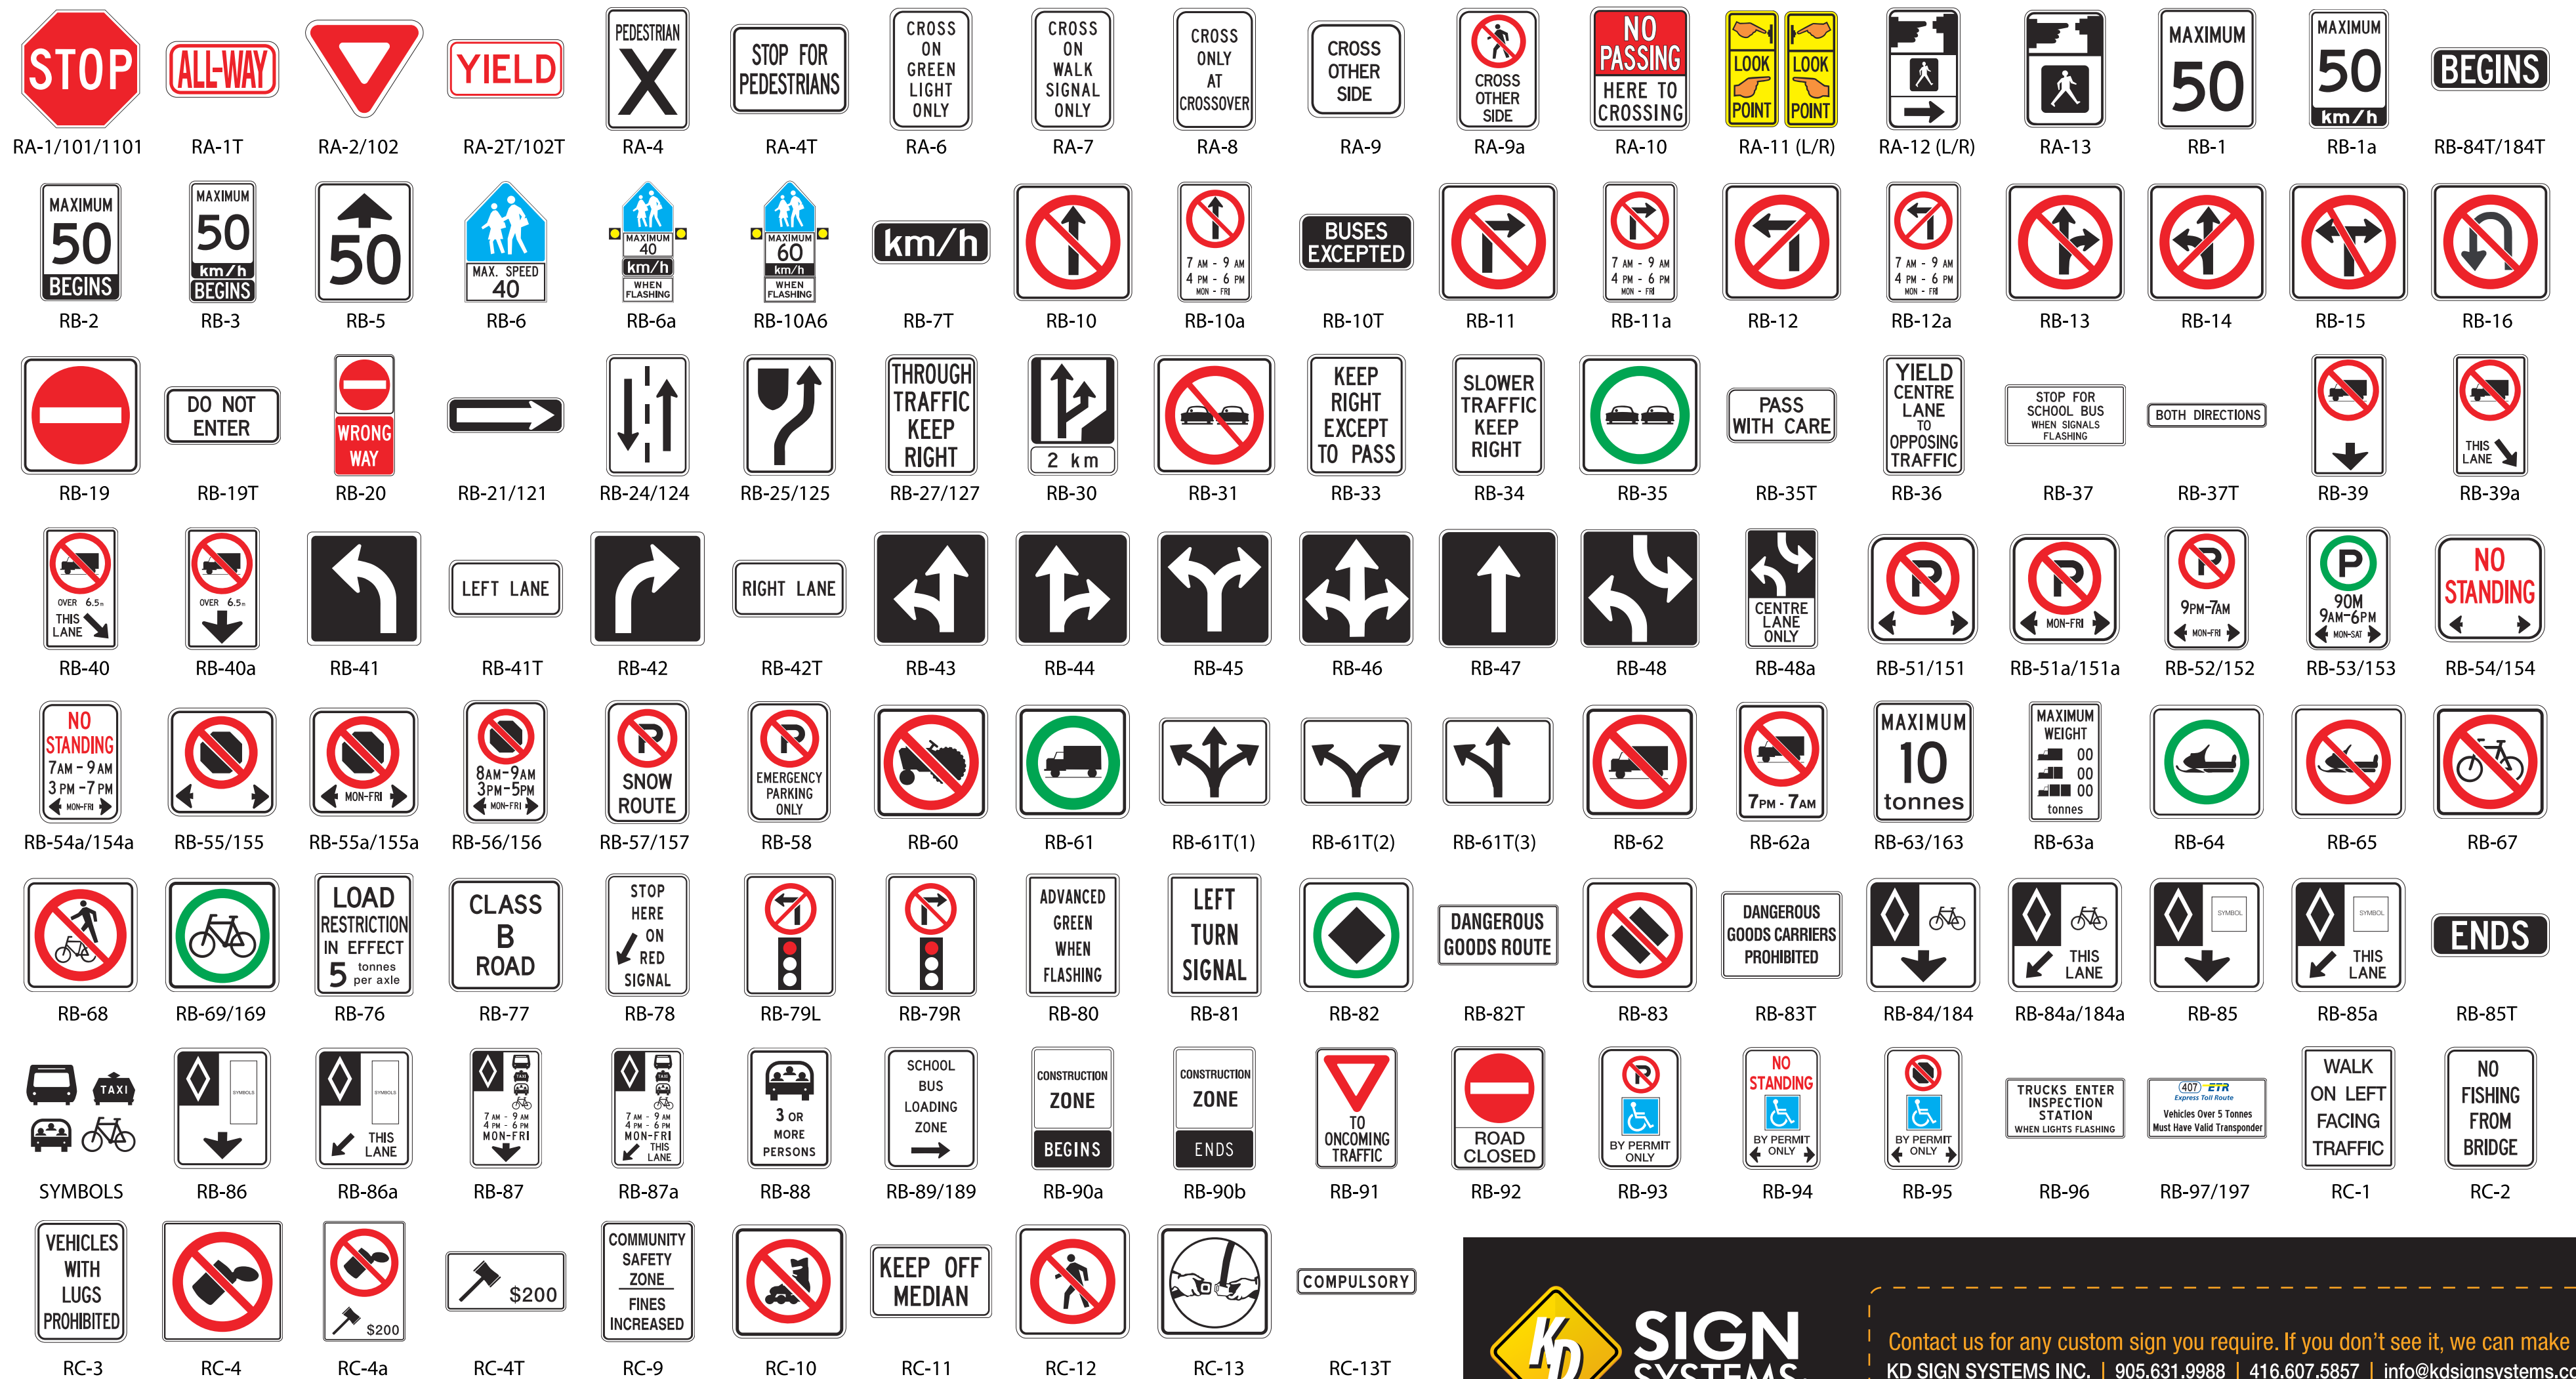 STOP
ALL-WAY
YIELD
PEDESTRIAN
X
STOP FOR
PEDESTRIANS
CROSS
ON
GREEN
LIGHT
ONLY
CROSS
ON
WALK
SIGNAL
ONLY
CROSS
ONLY
AT
CROSSOVER
CROSS
OTHER
SIDE
CROSS
OTHER
SIDE
NO
PASSING
HERE TO
CROSSING
LOOK
POINT
LOOK
POINT
MAXIMUM
50
MAXIMUM
50
km/h
BEGINS
RA-1/101/1101
RA-1T
RA-2/102
RA-2T/102T
RA-4
RA-4T
RA-6
RA-7
RA-8
RA-9
RA-9a
RA-10
RA-11 (L/R)
RA-12 (L/R)
RA-13
RB-1
RB-1a
RB-84T/184T
MAXIMUM
50
BEGINS
MAXIMUM
50
km/h
BEGINS
50
MAX. SPEED
40
MAXIMUM
40
km/h
WHEN
FLASHING
MAXIMUM
60
km/h
WHEN
FLASHING
km/h
7 AM - 9 AM
4 PM - 6 PM
MON - FRI
BUSES
EXCEPTED
7 AM - 9 AM
4 PM - 6 PM
MON - FRI
7 AM - 9 AM
4 PM - 6 PM
MON - FRI
RB-2
RB-3
RB-5
RB-6
RB-6a
RB-10A6
RB-7T
RB-10
RB-10a
RB-10T
RB-11
RB-11a
RB-12
RB-12a
RB-13
RB-14
RB-15
RB-16
DO NOT
ENTER
WRONG
WAY
THROUGH
TRAFFIC
KEEP
RIGHT
2 km
KEEP
RIGHT
EXCEPT
TO PASS
SLOWER
TRAFFIC
KEEP
RIGHT
PASS
WITH CARE
YIELD
CENTRE
LANE
TO
OPPOSING
TRAFFIC
STOP FOR
SCHOOL BUS
WHEN SIGNALS
FLASHING
BOTH DIRECTIONS
THIS
LANE
RB-19
RB-19T
RB-20
RB-21/121
RB-24/124
RB-25/125
RB-27/127
RB-30
RB-31
RB-33
RB-34
RB-35
RB-35T
RB-36
RB-37
RB-37T
RB-39
RB-39a
OVER 6.5m
THIS
LANE
OVER 6.5m
LEFT LANE
RIGHT LANE
CENTRE
LANE
ONLY
P
P
MON-FRI
P
9PM-7AM
MON-FRI
P
90M
9AM-6PM
MON-SAT
NO
STANDING
RB-40
RB-40a
RB-41
RB-41T
RB-42
RB-42T
RB-43
RB-44
RB-45
RB-46
RB-47
RB-48
RB-48a
RB-51/151
RB-51a/151a
RB-52/152
RB-53/153
RB-54/154
NO
STANDING
7AM - 9 AM
3 PM -7 PM
MON-FRI
MON-FRI
8AM-9AM
3PM-5PM
MON-FRI
P
SNOW
ROUTE
P
EMERGENCY
PARKING
ONLY
7PM - 7AM
MAXIMUM
10
tonnes
MAXIMUM
WEIGHT
00
00
00
tonnes
RB-54a/154a
RB-55/155
RB-55a/155a
RB-56/156
RB-57/157
RB-58
RB-60
RB-61
RB-61T(1)
RB-61T(2)
RB-61T(3)
RB-62
RB-62a
RB-63/163
RB-63a
RB-64
RB-65
RB-67
LOAD
RESTRICTION
IN EFFECT
5 tonnes
per axle
CLASS
B
ROAD
STOP
HERE
ON
RED
SIGNAL
ADVANCED
GREEN
WHEN
FLASHING
LEFT
TURN
SIGNAL
DANGEROUS
GOODS ROUTE
DANGEROUS
GOODS CARRIERS
PROHIBITED
THIS
LANE
SYMBOL
SYMBOL
THIS
LANE
ENDS
RB-68
RB-69/169
RB-76
RB-77
RB-78
RB-79L
RB-79R
RB-80
RB-81
RB-82
RB-82T
RB-83
RB-83T
RB-84/184
RB-84a/184a
RB-85
RB-85a
RB-85T
TAXI
SYMBOLS
SYMBOLS
THIS
LANE
TAXI
7 AM - 9 AM
4 PM - 6 PM
MON-FRI
TAXI
7 AM - 9 AM
4 PM - 6 PM
MON-FRI
THIS
LANE
3 OR
MORE
PERSONS
SCHOOL
BUS
LOADING
ZONE
CONSTRUCTION
ZONE
BEGINS
CONSTRUCTION
ZONE
ENDS
TO
ONCOMING
TRAFFIC
ROAD
CLOSED
P
BY PERMIT
ONLY
NO
STANDING
BY PERMIT
ONLY
BY PERMIT
ONLY
TRUCKS ENTER
INSPECTION
STATION
WHEN LIGHTS FLASHING
407 ETR
Express Toll Route
Vehicles Over 5 Tonnes
Must Have Valid Transponder
WALK
ON LEFT
FACING
TRAFFIC
NO
FISHING
FROM
BRIDGE
SYMBOLS
RB-86
RB-86a
RB-87
RB-87a
RB-88
RB-89/189
RB-90a
RB-90b
RB-91
RB-92
RB-93
RB-94
RB-95
RB-96
RB-97/197
RC-1
RC-2
VEHICLES
WITH
LUGS
PROHIBITED
$200
$200
COMMUNITY
SAFETY
ZONE
FINES
INCREASED
KEEP OFF
MEDIAN
COMPULSORY
RC-3
RC-4
RC-4a
RC-4T
RC-9
RC-10
RC-11
RC-12
RC-13
RC-13T
KD
SIGN
SYSTEMS.
Contact us for any custom sign you require. If you don't see it, we can make
KD SIGN SYSTEMS INC. | 905.631.9988 | 416.607.5857 | info@kdsignsystems.co